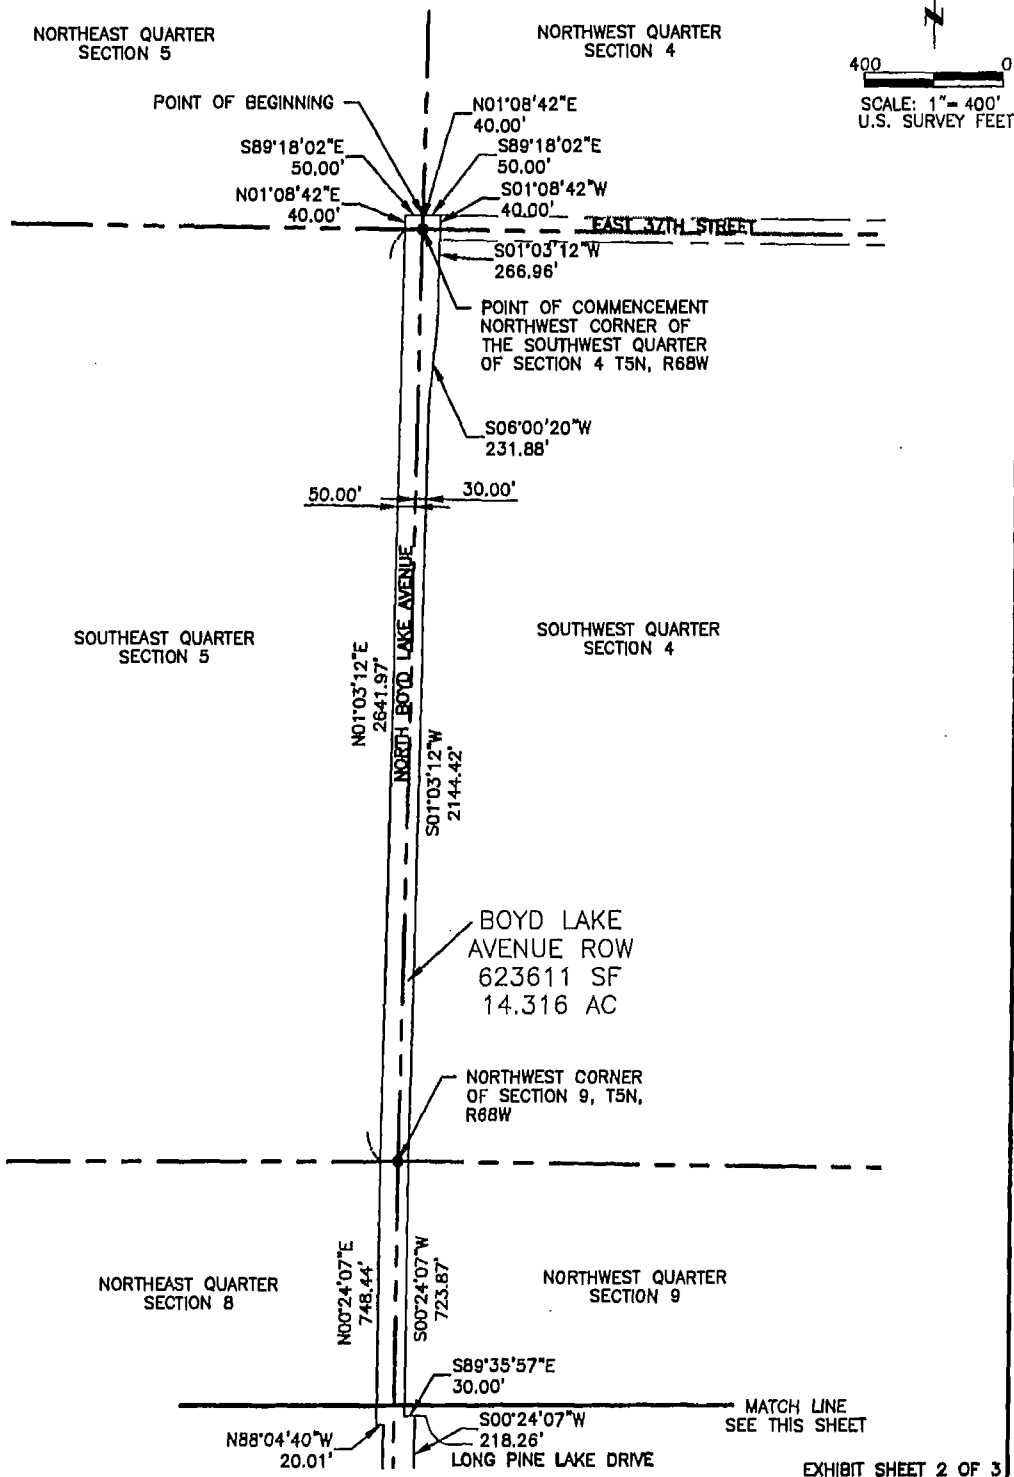 NORTHEAST QUARTER
SECTION 5
NORTHWEST QUARTER
SECTION 4
N
400
0
SCALE: 1"= 400'
U.S. SURVEY FEET
POINT OF BEGINNING
N01°08'42"E
40.00'
S89°18'02"E
50.00'
S89°18'02"E
50.00'
N01°08'42"E
40.00'
S01°08'42"W
40.00'
EAST 37TH STREET
S01°03'12"W
266.96'
POINT OF COMMENCEMENT
NORTHWEST CORNER OF
THE SOUTHWEST QUARTER
OF SECTION 4 T5N, R68W
S06°00'20"W
231.88'
50.00'
30.00'
NORTH BOYD LAKE AVENUE
SOUTHEAST QUARTER
SECTION 5
SOUTHWEST QUARTER
SECTION 4
N01°03'12"E
2641.97'
S01°03'12"W
2144.42'
BOYD LAKE
AVENUE ROW
623611 SF
14.316 AC
NORTHWEST CORNER
OF SECTION 9, T5N,
R68W
N00°24'07"E
748.44'
S00°24'07"W
723.87'
NORTHEAST QUARTER
SECTION 8
NORTHWEST QUARTER
SECTION 9
S89°35'57"E
30.00'
MATCH LINE
SEE THIS SHEET
S00°24'07"W
218.26'
N88°04'40"W
20.01'
LONG PINE LAKE DRIVE
EXHIBIT SHEET 2 OF 3